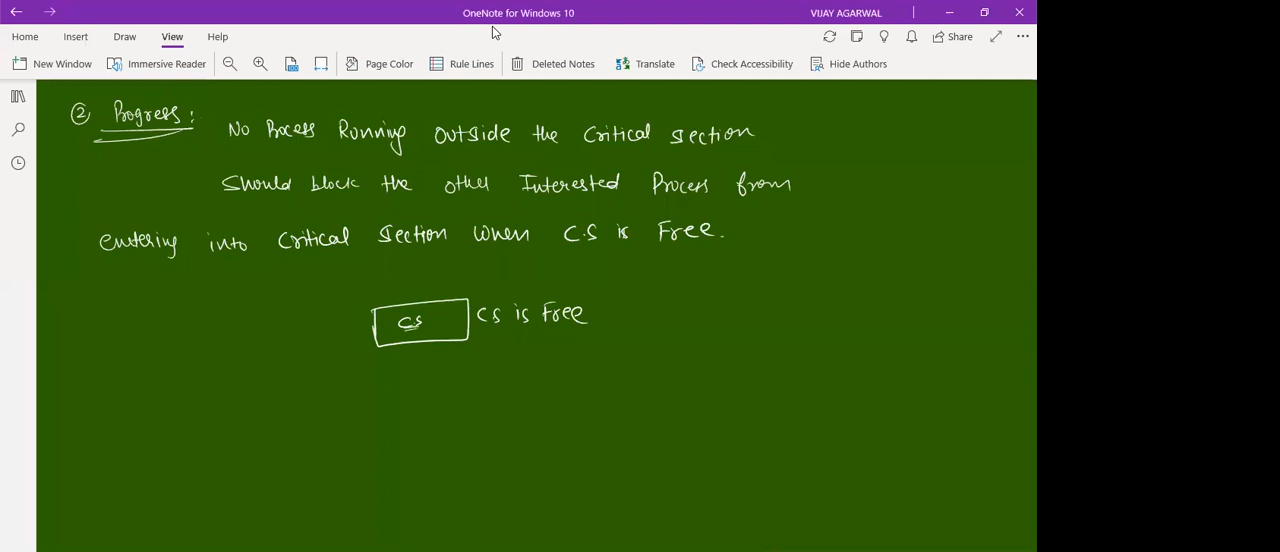 OneNote for Windows 10
VIJAY AGARWAL
Home Insert Draw View Help
Share
New Window Immersive Reader Page Color Rule Lines Deleted Notes Translate Check Accessibility Hide Authors
② Progress:
No Process Running outside the critical section
Should block the other Interested Process from
entering into Critical Section when C.S is Free.
CS CS is Free